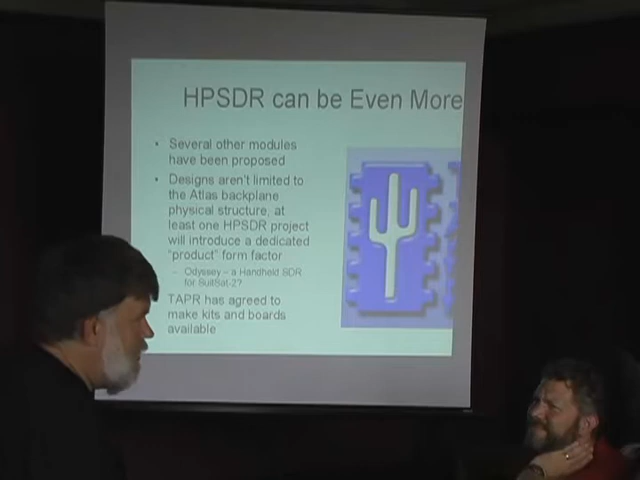 HPSDR can be Even More
• Several other modules
have been proposed
• Designs aren't limited to
the Atlas backplane
physical structure, at
least one HPSDR project
will introduce a dedicated
"product" form factor
– Odyssey – a Handheld SDR
for SuitSat-2?
TAPR has agreed to
make kits and boards
available